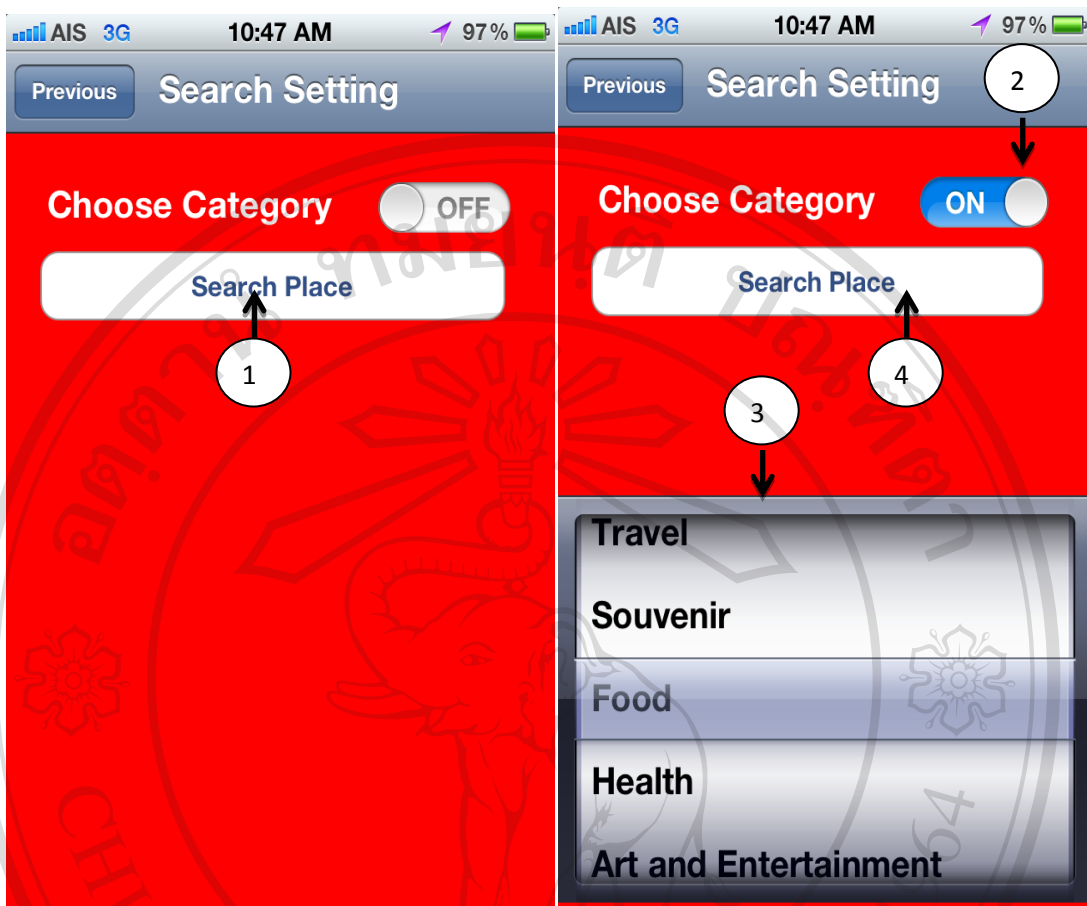 AIS 3G 10:47 AM 97%
Previous Search Setting
Choose Category OFF
Search Place
1
AIS 3G 10:47 AM 97%
Previous Search Setting
2
Choose Category ON
Search Place
4
3
Travel
Souvenir
Food
Health
Art and Entertainment
64